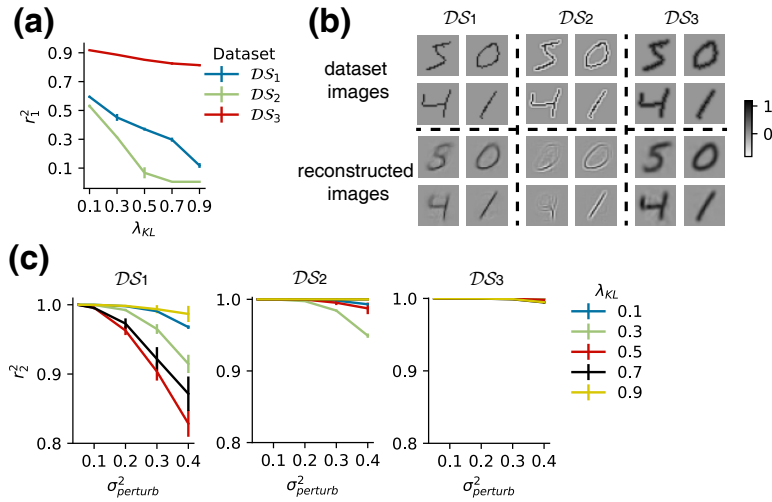 (a)
r₁²
0.9
0.7
0.5
0.3
0.1
0.1 0.3 0.5 0.7 0.9
λ_KL
Dataset
DS₁
DS₂
DS₃
(b)
DS₁ DS₂ DS₃
dataset
images
reconstructed
images
1
0
(c)
DS₁
r₂²
1.0
0.9
0.8
0.1 0.2 0.3 0.4
σ²_perturb
DS₂
1.0
0.9
0.8
0.1 0.2 0.3 0.4
σ²_perturb
DS₃
1.0
0.9
0.8
0.1 0.2 0.3 0.4
σ²_perturb
λ_KL
0.1
0.3
0.5
0.7
0.9